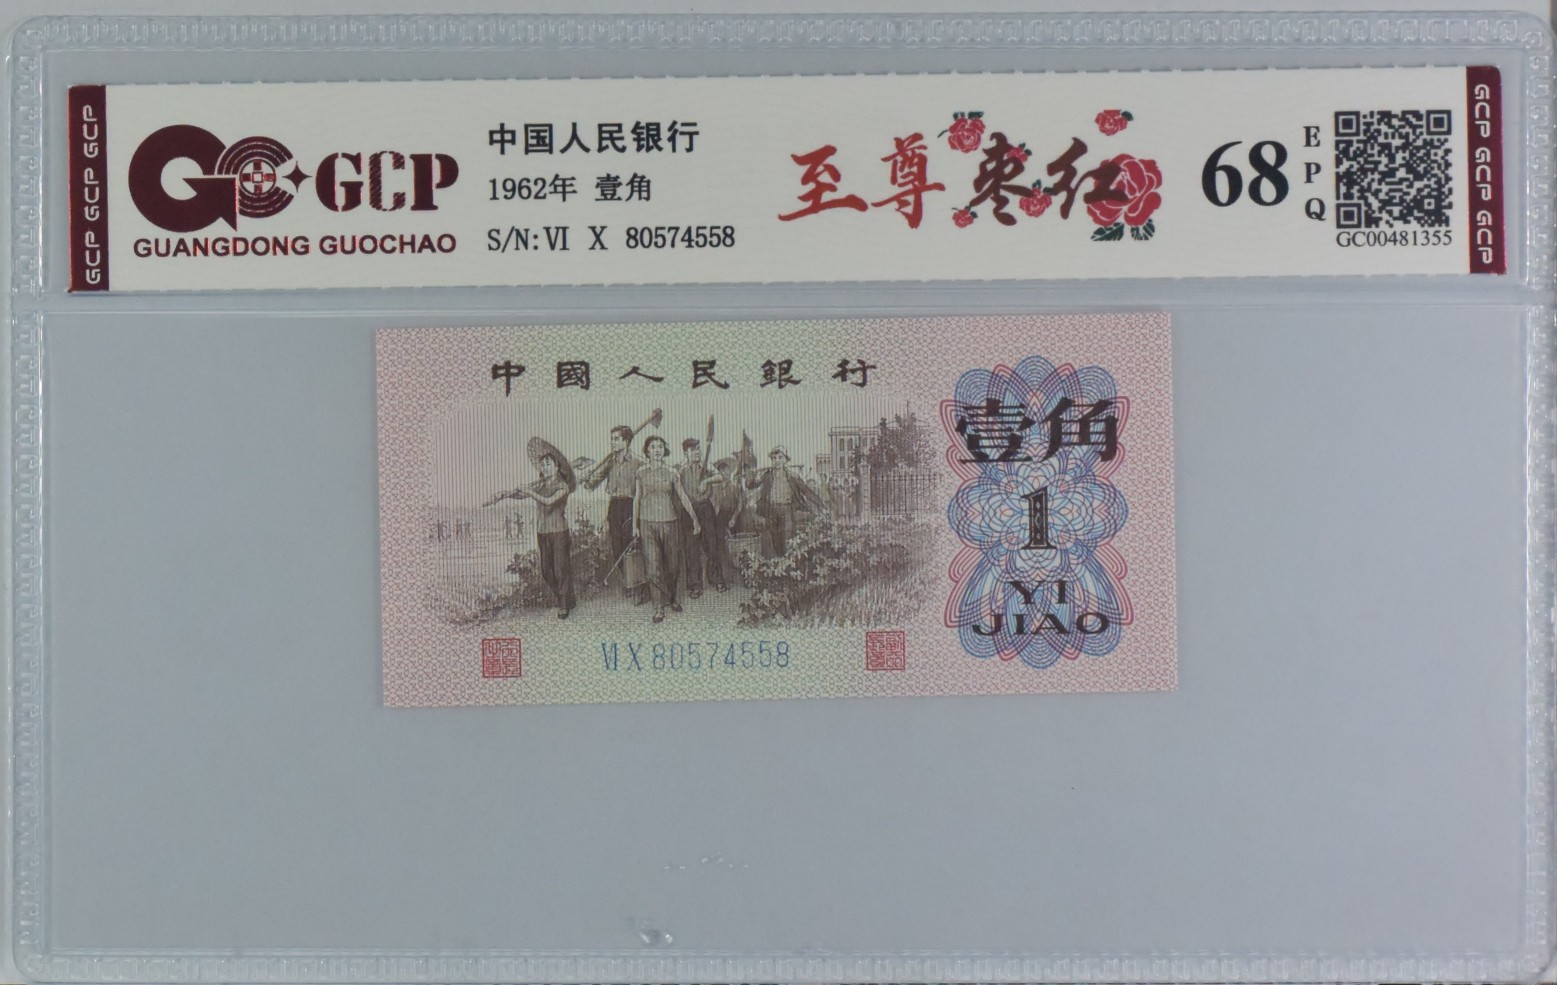 GCP GCP GCP
GCP
GUANGDONG GUOCHAO
中国人民银行
1962年 壹角
S/N:Ⅵ X 80574558
至尊枣红
68
EPQ
GC00481355
GCP GCP GCP
中國人民銀行
壹角
1
YI
JIAO
ⅥX80574558